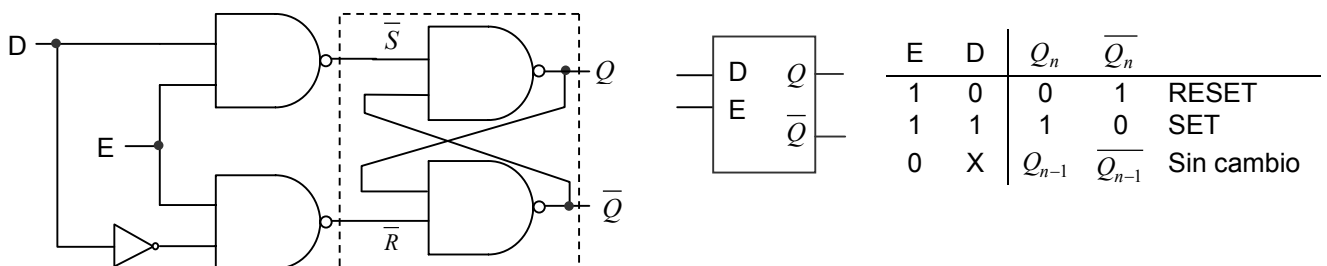 D
E
S̅
R̅
Q
Q̅
D Q
E
Q̅
E D Qₙ Q̅ₙ
1 0 0 1 RESET
1 1 1 0 SET
0 X Qₙ₋₁ Q̅ₙ₋₁ Sin cambio